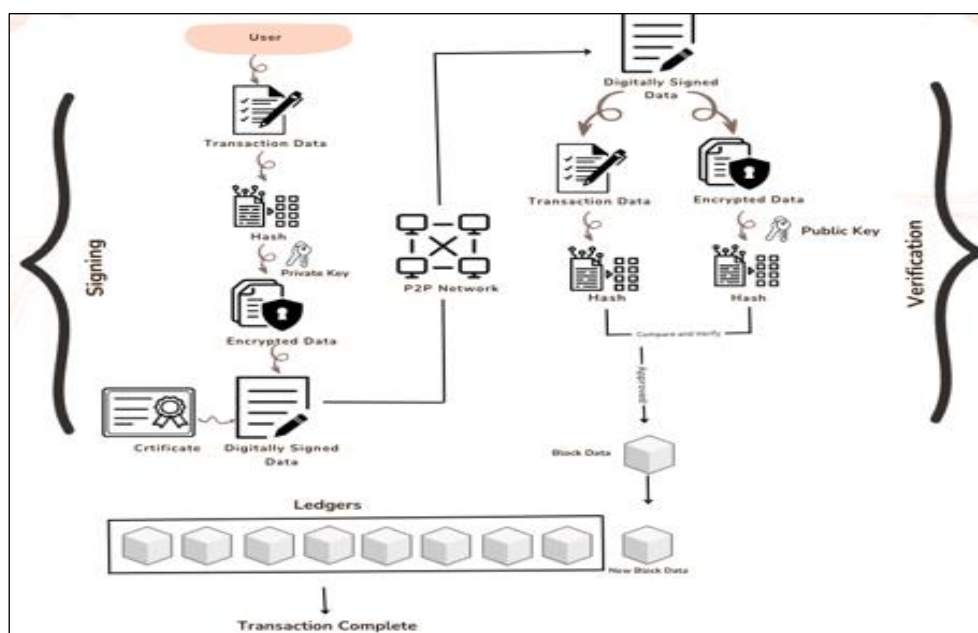 User
Transaction Data
Hash
Private Key
Encrypted Data
Crtificate
Digitally Signed
Data
Signing
P2P Network
Digitally Signed
Data
Transaction Data
Encrypted Data
Public Key
Hash
Hash
Compare and Verify
Approved
Verification
Block Data
New Block Data
Ledgers
Transaction Complete